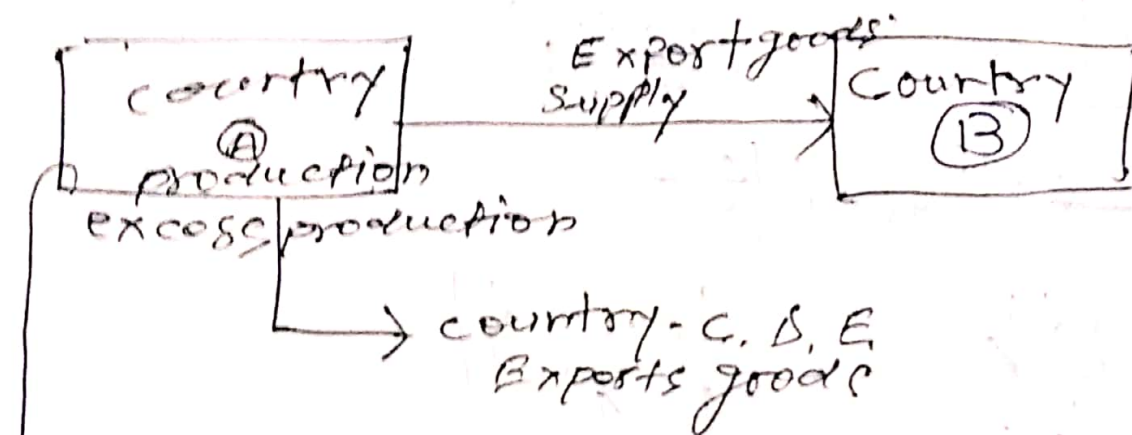 country
Ⓐ
production
excess production
Export goods
Supply
Country
Ⓑ
country - C, D, E
Exports goods